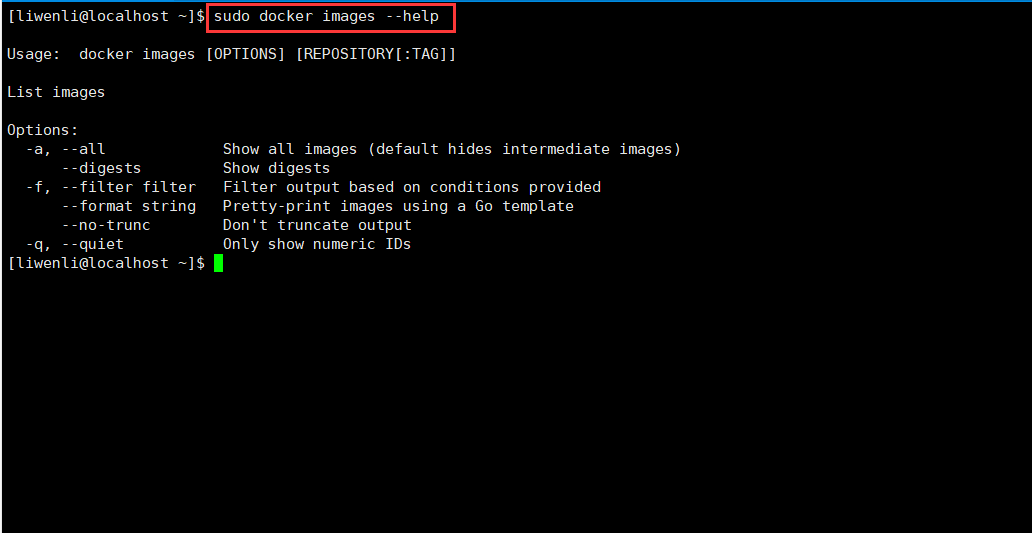 [liwenli@localhost ~]$ sudo docker images --help
Usage:  docker images [OPTIONS] [REPOSITORY[:TAG]]
List images
Options:
  -a, --all             Show all images (default hides intermediate images)
      --digests         Show digests
  -f, --filter filter   Filter output based on conditions provided
      --format string   Pretty-print images using a Go template
      --no-trunc        Don't truncate output
  -q, --quiet           Only show numeric IDs
[liwenli@localhost ~]$